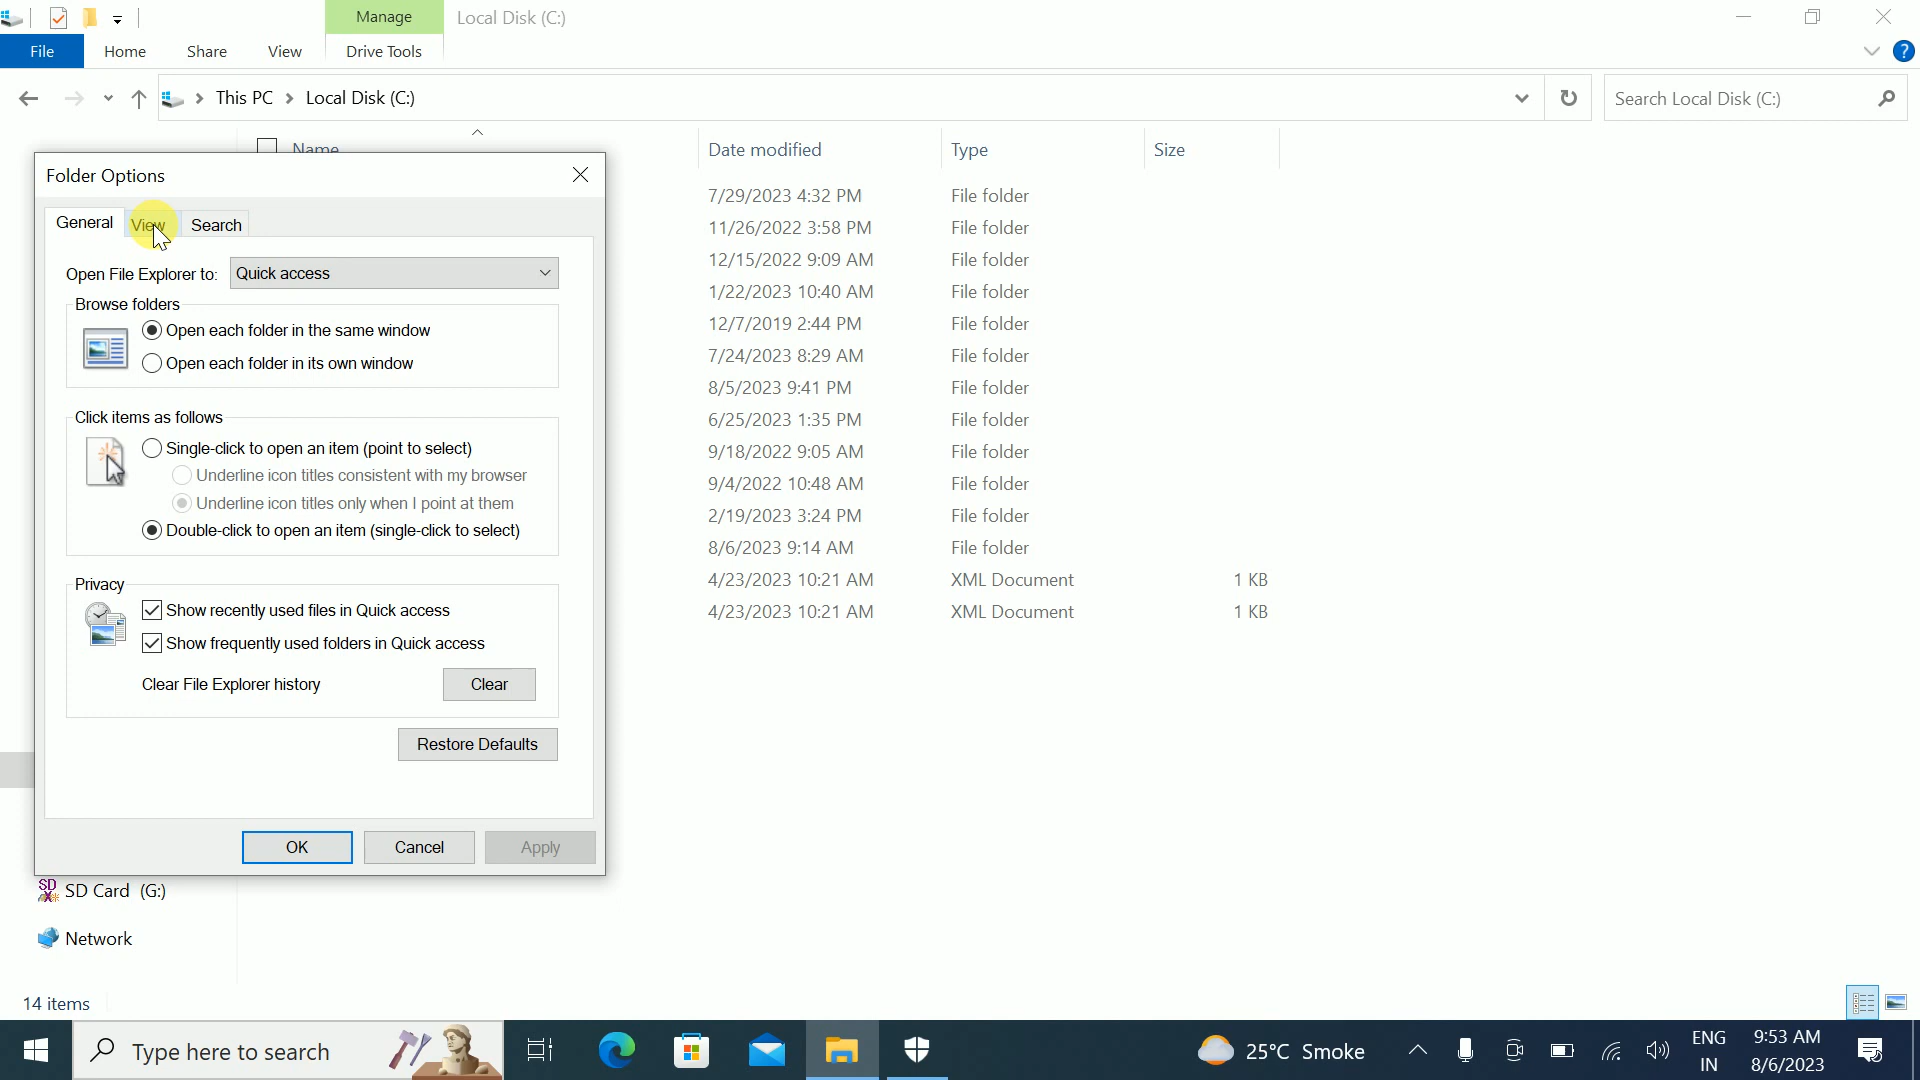 Manage
Local Disk (C:)
File
Home
Share
View
Drive Tools
?
This PC
Local Disk (C:)
Search Local Disk (C:)
Name
Date modified
Type
Size
Folder Options
General
View
Search
Open File Explorer to:
Quick access
Browse folders
Open each folder in the same window
Open each folder in its own window
Click items as follows
Single-click to open an item (point to select)
Underline icon titles consistent with my browser
Underline icon titles only when I point at them
Double-click to open an item (single-click to select)
Privacy
Show recently used files in Quick access
Show frequently used folders in Quick access
Clear File Explorer history
Clear
Restore Defaults
OK
Cancel
Apply
7/29/2023 4:32 PM File folder
11/26/2022 3:58 PM File folder
12/15/2022 9:09 AM File folder
1/22/2023 10:40 AM File folder
12/7/2019 2:44 PM File folder
7/24/2023 8:29 AM File folder
8/5/2023 9:41 PM File folder
6/25/2023 1:35 PM File folder
9/18/2022 9:05 AM File folder
9/4/2022 10:48 AM File folder
2/19/2023 3:24 PM File folder
8/6/2023 9:14 AM File folder
4/23/2023 10:21 AM XML Document 1 KB
4/23/2023 10:21 AM XML Document 1 KB
SD
SD Card (G:)
Network
14 items
Type here to search
25°C Smoke
ENG
IN
9:53 AM
8/6/2023